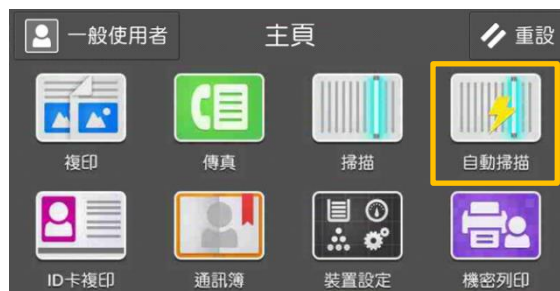 一般使用者
主頁
重設
複印
傳真
掃描
自動掃描
ID卡複印
通訊簿
裝置設定
機密列印